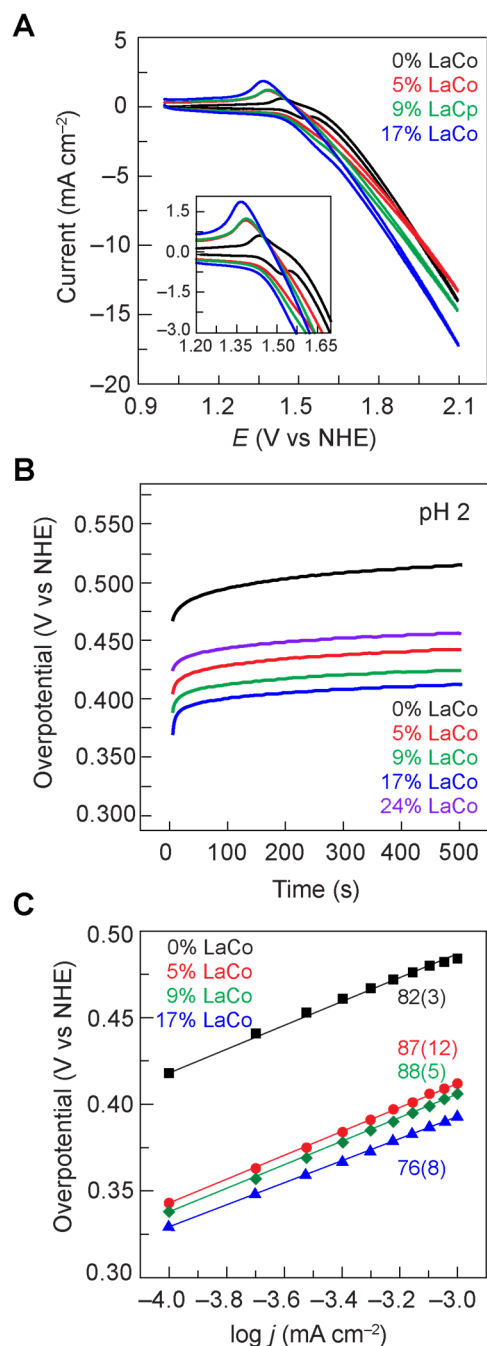 A
5
0
–5
–10
–15
–20
Current (mA cm–2)
0% LaCo
5% LaCo
9% LaCp
17% LaCo
1.5
0.0
–1.5
–3.0
1.20 1.35 1.50 1.65
0.9 1.2 1.5 1.8 2.1
E (V vs NHE)
B
0.550
0.500
0.450
0.400
0.350
0.300
Overpotential (V vs NHE)
pH 2
0% LaCo
5% LaCo
9% LaCo
17% LaCo
24% LaCo
0 100 200 300 400 500
Time (s)
C
0.50
0.45
0.40
0.35
0.30
Overpotential (V vs NHE)
0% LaCo
5% LaCo
9% LaCo
17% LaCo
82(3)
87(12)
88(5)
76(8)
–4.0 –3.8 –3.6 –3.4 –3.2 –3.0
log j (mA cm–2)